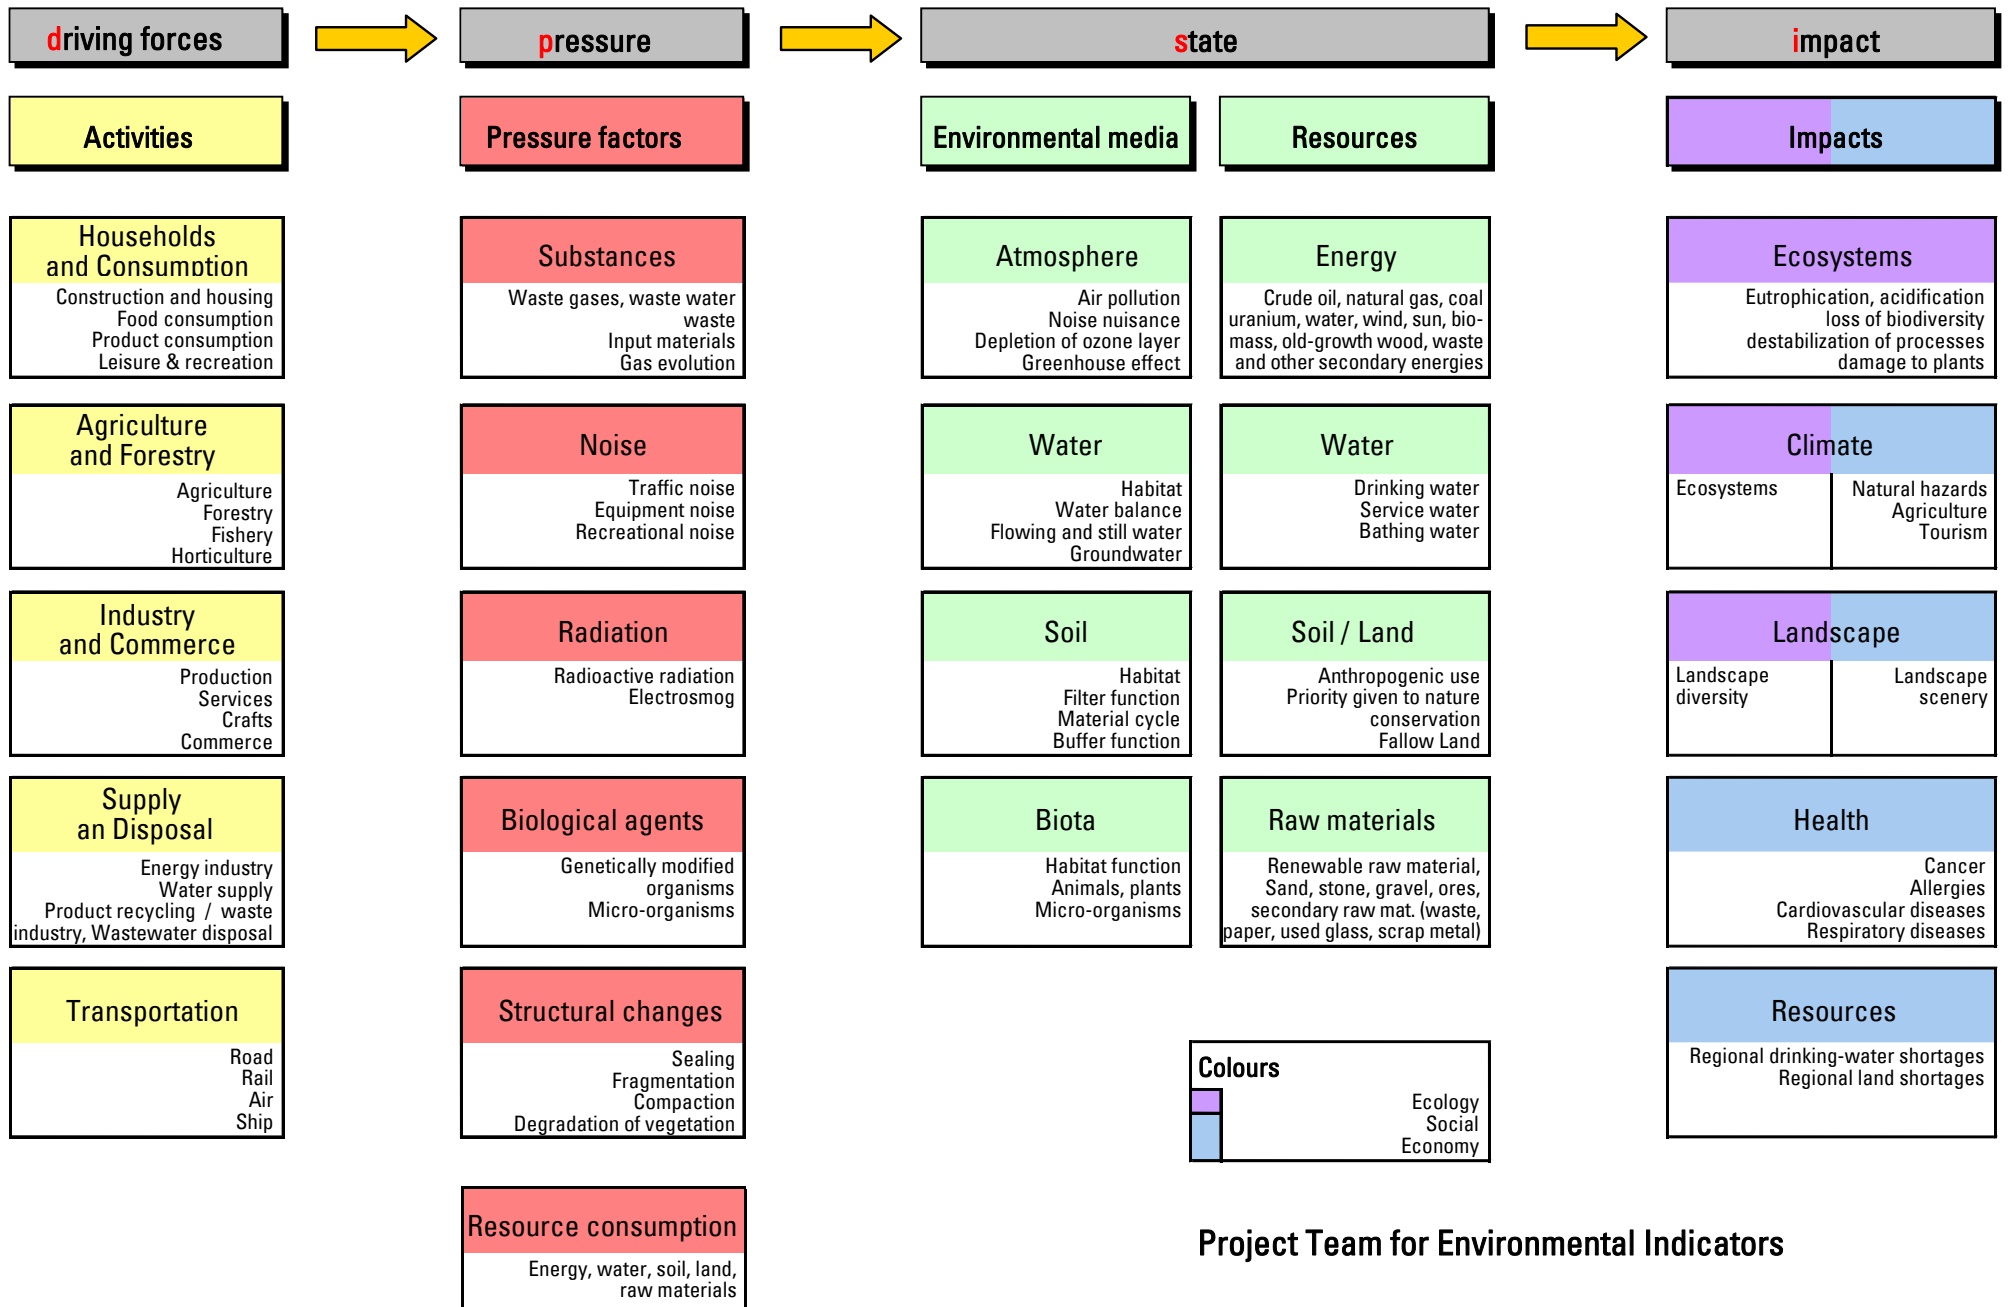 driving forces
pressure
state
impact
Activities
Pressure factors
Environmental media
Resources
Impacts
Households
and Consumption
Construction and housing
Food consumption
Product consumption
Leisure & recreation
Agriculture
and Forestry
Agriculture
Forestry
Fishery
Horticulture
Industry
and Commerce
Production
Services
Crafts
Commerce
Supply
an Disposal
Energy industry
Water supply
Product recycling / waste
industry, Wastewater disposal
Transportation
Road
Rail
Air
Ship
Substances
Waste gases, waste water
waste
Input materials
Gas evolution
Noise
Traffic noise
Equipment noise
Recreational noise
Radiation
Radioactive radiation
Electrosmog
Biological agents
Genetically modified
organisms
Micro-organisms
Structural changes
Sealing
Fragmentation
Compaction
Degradation of vegetation
Resource consumption
Energy, water, soil, land,
raw materials
Atmosphere
Air pollution
Noise nuisance
Depletion of ozone layer
Greenhouse effect
Water
Habitat
Water balance
Flowing and still water
Groundwater
Soil
Habitat
Filter function
Material cycle
Buffer function
Biota
Habitat function
Animals, plants
Micro-organisms
Energy
Crude oil, natural gas, coal
uranium, water, wind, sun, bio-
mass, old-growth wood, waste
and other secondary energies
Water
Drinking water
Service water
Bathing water
Soil / Land
Anthropogenic use
Priority given to nature
conservation
Fallow Land
Raw materials
Renewable raw material,
Sand, stone, gravel, ores,
secondary raw mat. (waste,
paper, used glass, scrap metal)
Ecosystems
Eutrophication, acidification
loss of biodiversity
destabilization of processes
damage to plants
Climate
Ecosystems
Natural hazards
Agriculture
Tourism
Landscape
Landscape
diversity
Landscape
scenery
Health
Cancer
Allergies
Cardiovascular diseases
Respiratory diseases
Resources
Regional drinking-water shortages
Regional land shortages
Colours
Ecology
Social
Economy
Project Team for Environmental Indicators